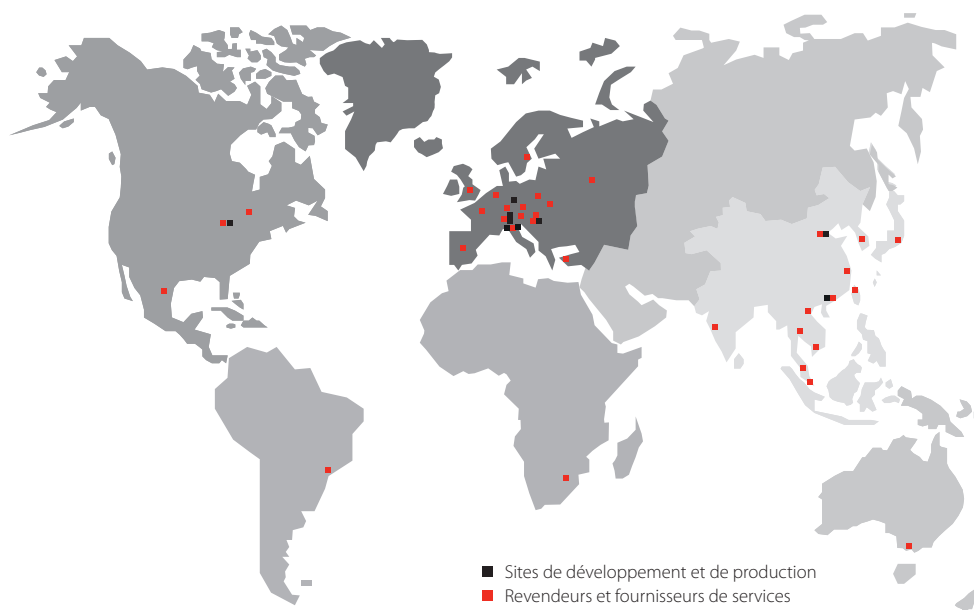 Sites de développement et de production
Revendeurs et fournisseurs de services